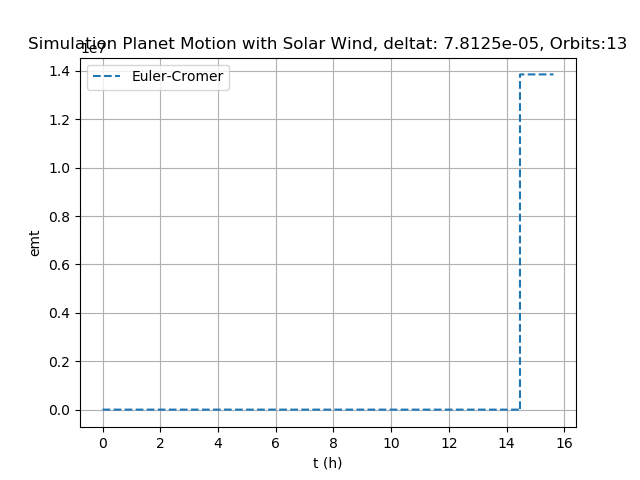 Simulation Planet Motion with Solar Wind, deltat: 7.8125e-05, Orbits:13
1e7
Euler-Cromer
1.4
1.2
1.0
0.8
0.6
0.4
0.2
0.0
emt
0 2 4 6 8 10 12 14 16
t (h)